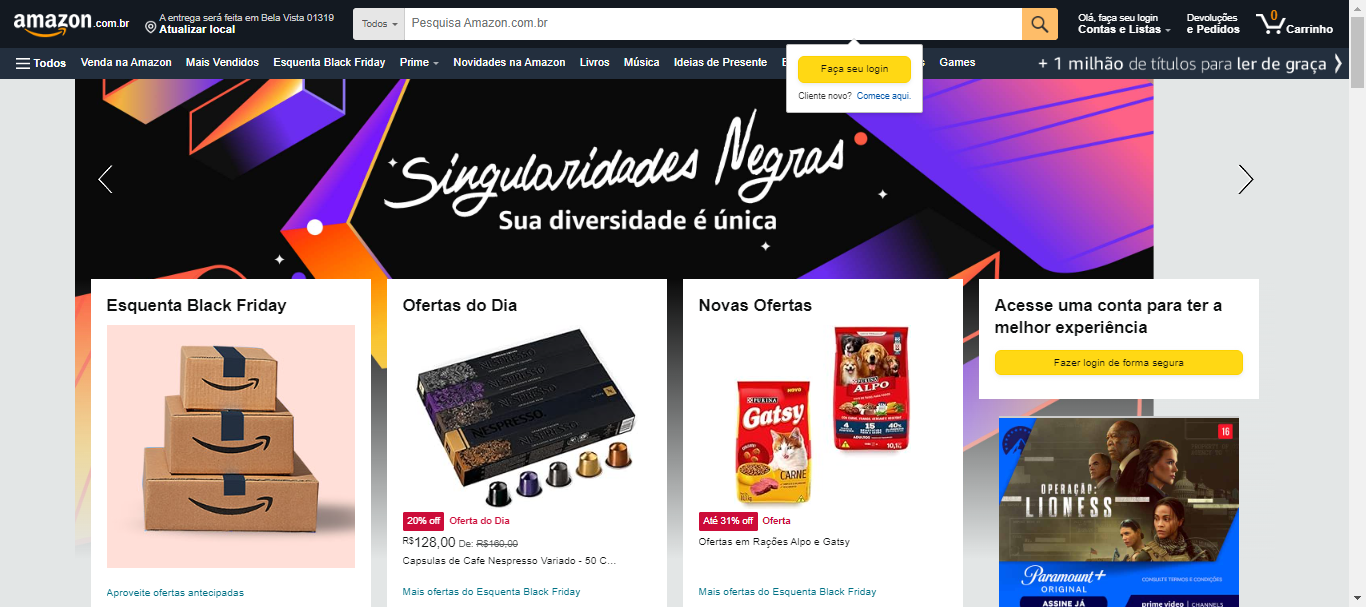 amazon.com.br
A entrega será feita em Bela Vista 01319
Atualizar local
Todos
Pesquisa Amazon.com.br
Olá, faça seu login
Contas e Listas
Devoluções
e Pedidos
0
Carrinho
Todos
Venda na Amazon
Mais Vendidos
Esquenta Black Friday
Prime
Novidades na Amazon
Livros
Música
Ideias de Presente
Games
+ 1 milhão de títulos para ler de graça
Faça seu login
Cliente novo? Comece aqui.
Singularidades Negras
Sua diversidade é única
Esquenta Black Friday
Aproveite ofertas antecipadas
Ofertas do Dia
NESPRESSO
20% off Oferta do Dia
R$128,00 De: R$160,00
Capsulas de Cafe Nespresso Variado - 50 C...
Mais ofertas do Esquenta Black Friday
Novas Ofertas
PURINA
ALPO
4 15 40%
ADULTOS
10,1
PURINA
NOVO
Gatsy
CARNE
Até 31% off Oferta
Ofertas em Rações Alpo e Gatsy
Mais ofertas do Esquenta Black Friday
Acesse uma conta para ter a
melhor experiência
Fazer login de forma segura
16
OPERAÇÃO:
LIONESS
Paramount+
ORIGINAL
CONSULTE TERMOS E CONDIÇÕES
ASSINE JÁ
prime video | CHANNELS